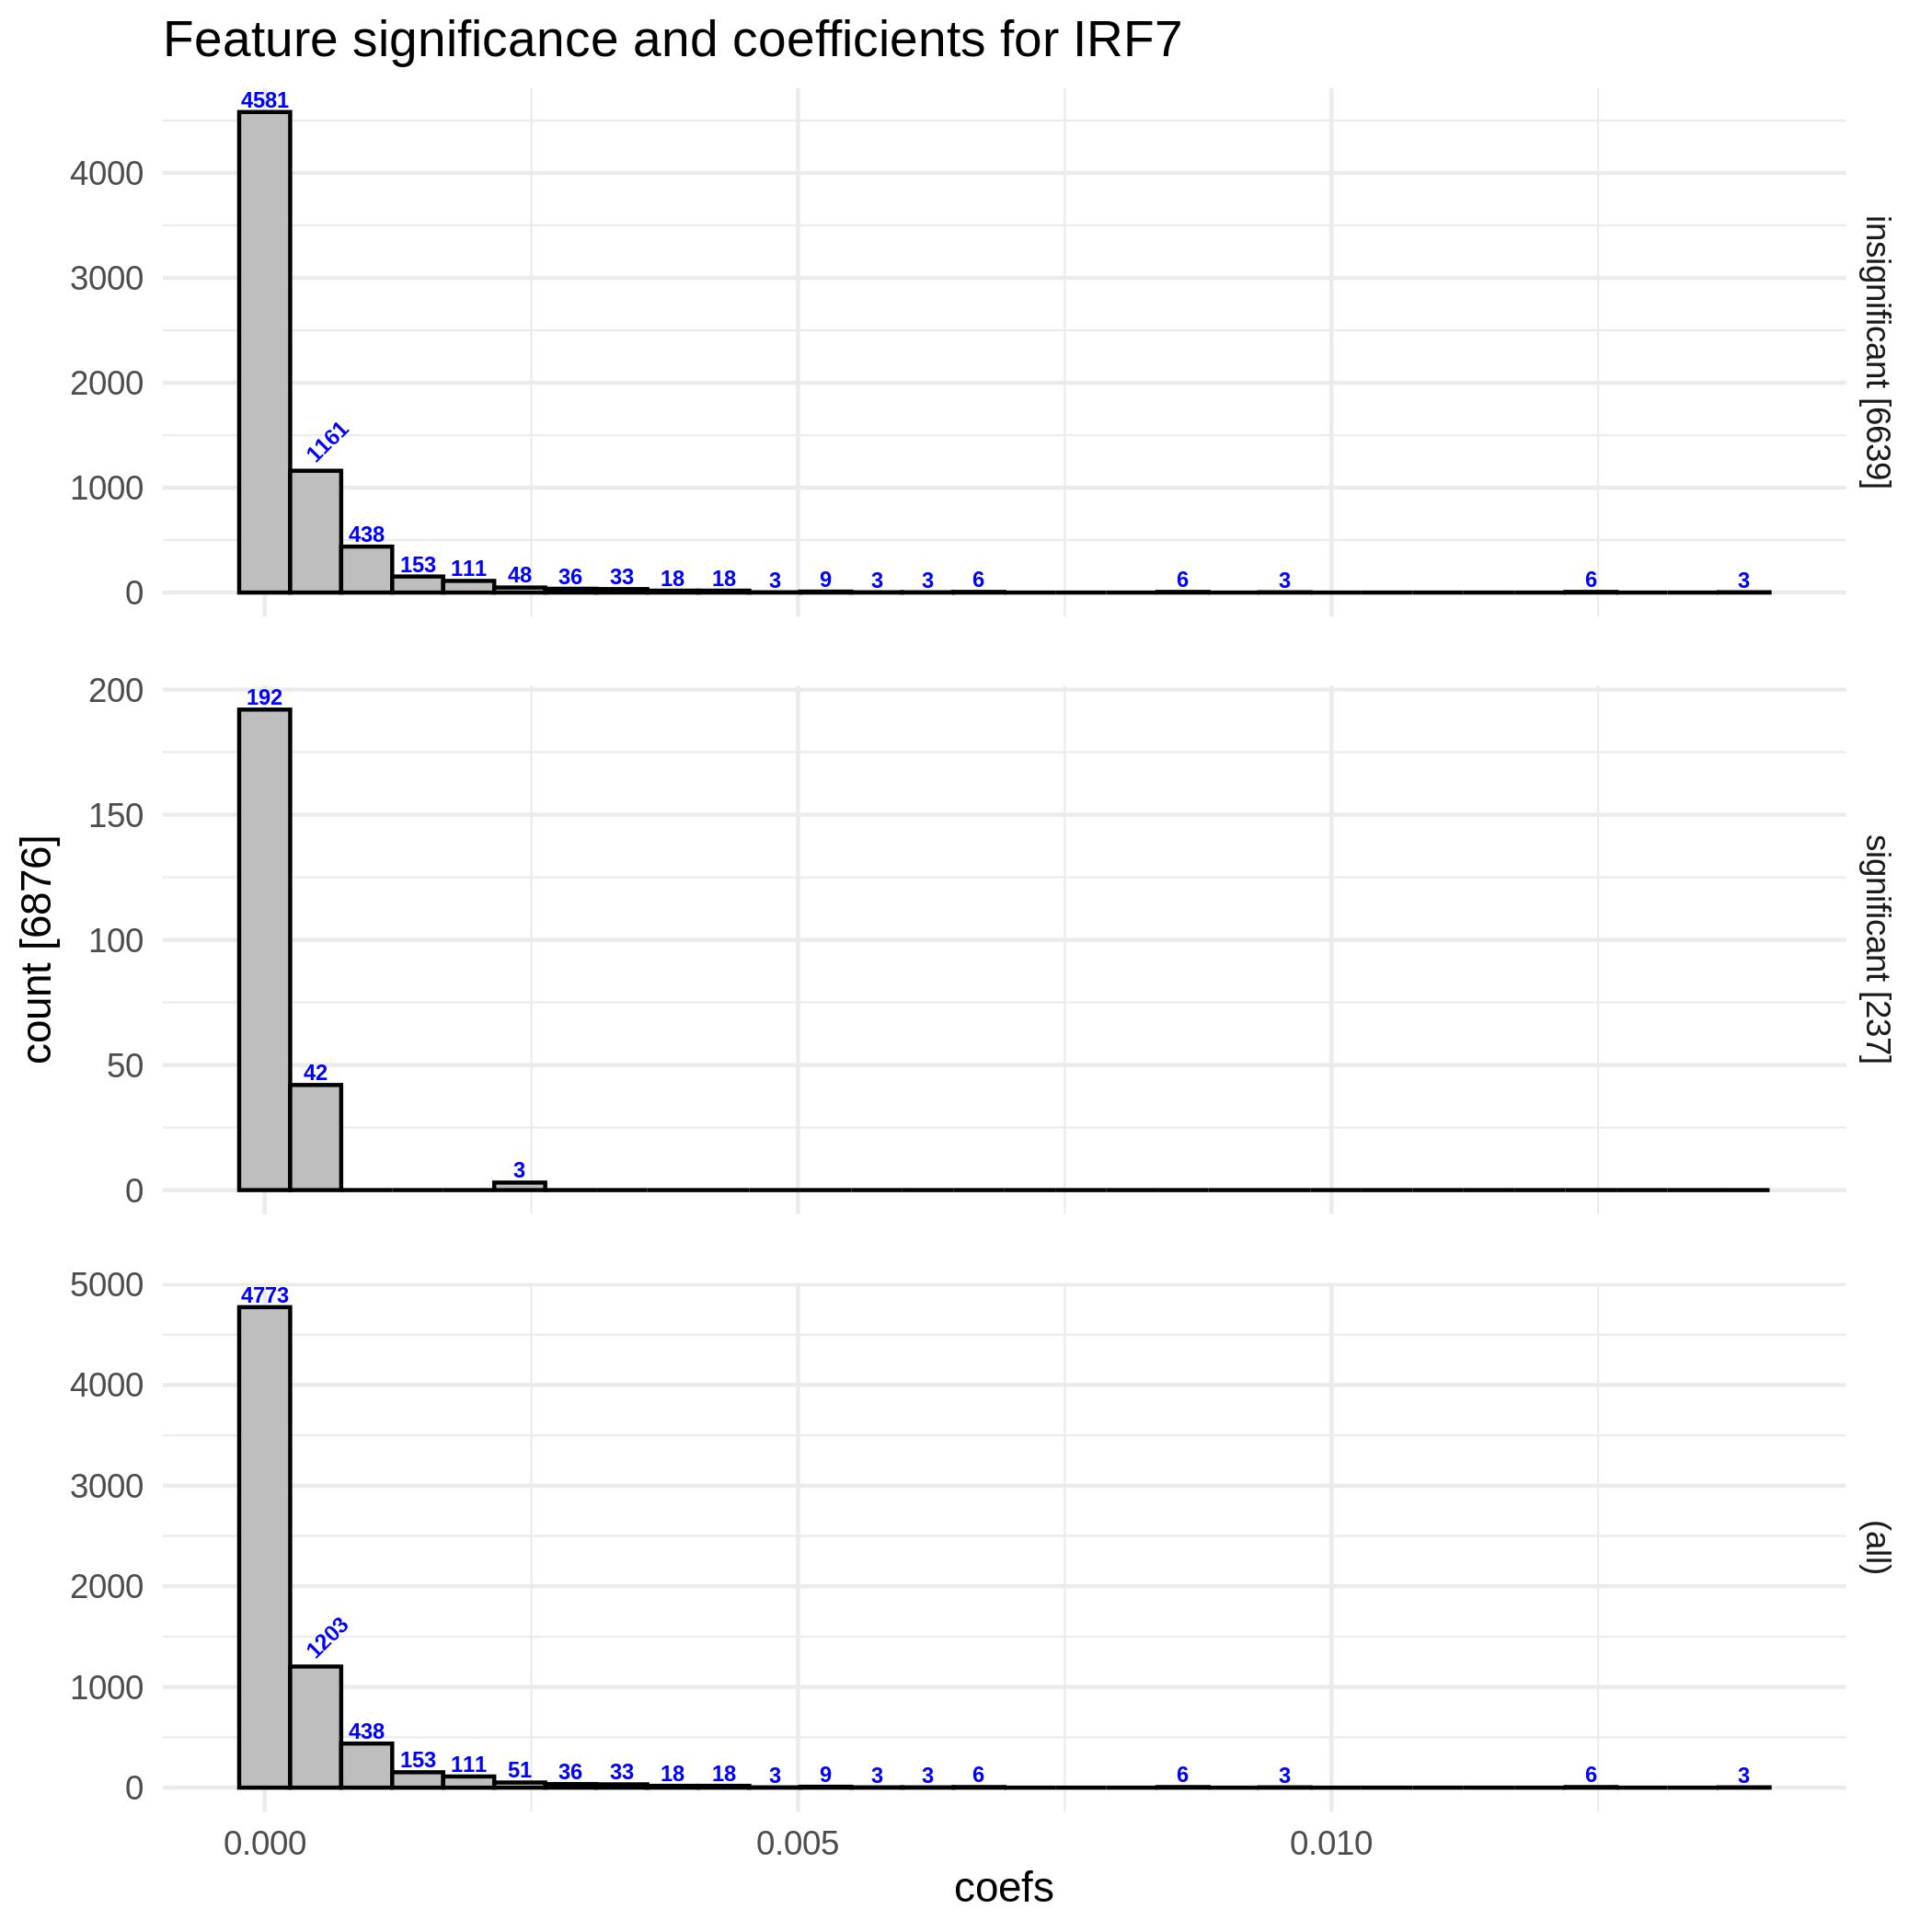 Feature significance and coefficients for IRF7
4581
4000
3000
2000
1161
1000
438
153 111 48 36 33 18 18 3 9 3 3 6 6 3 6 3
0
insignificant [6639]
200
192
150
100
50
42
3
0
significant [237]
count [6876]
5000
4773
4000
3000
2000
1203
1000
438
153 111 51 36 33 18 18 3 9 3 3 6 6 3 6 3
0
(all)
0.000 0.005 0.010
coefs